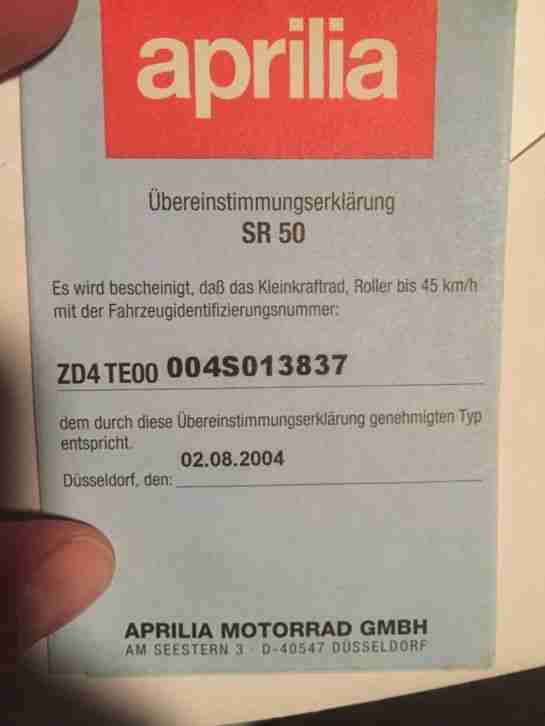 aprilia
Übereinstimmungserklärung
SR 50
Es wird bescheinigt, daß das Kleinkraftrad, Roller bis 45 km/h
mit der Fahrzeugidentifizierungsnummer:
ZD4 TE00 004S013837
dem durch diese Übereinstimmungserklärung genehmigten Typ
entspricht.
02.08.2004
Düsseldorf, den:
APRILIA MOTORRAD GMBH
AM SEESTERN 3 · D-40547 DÜSSELDORF